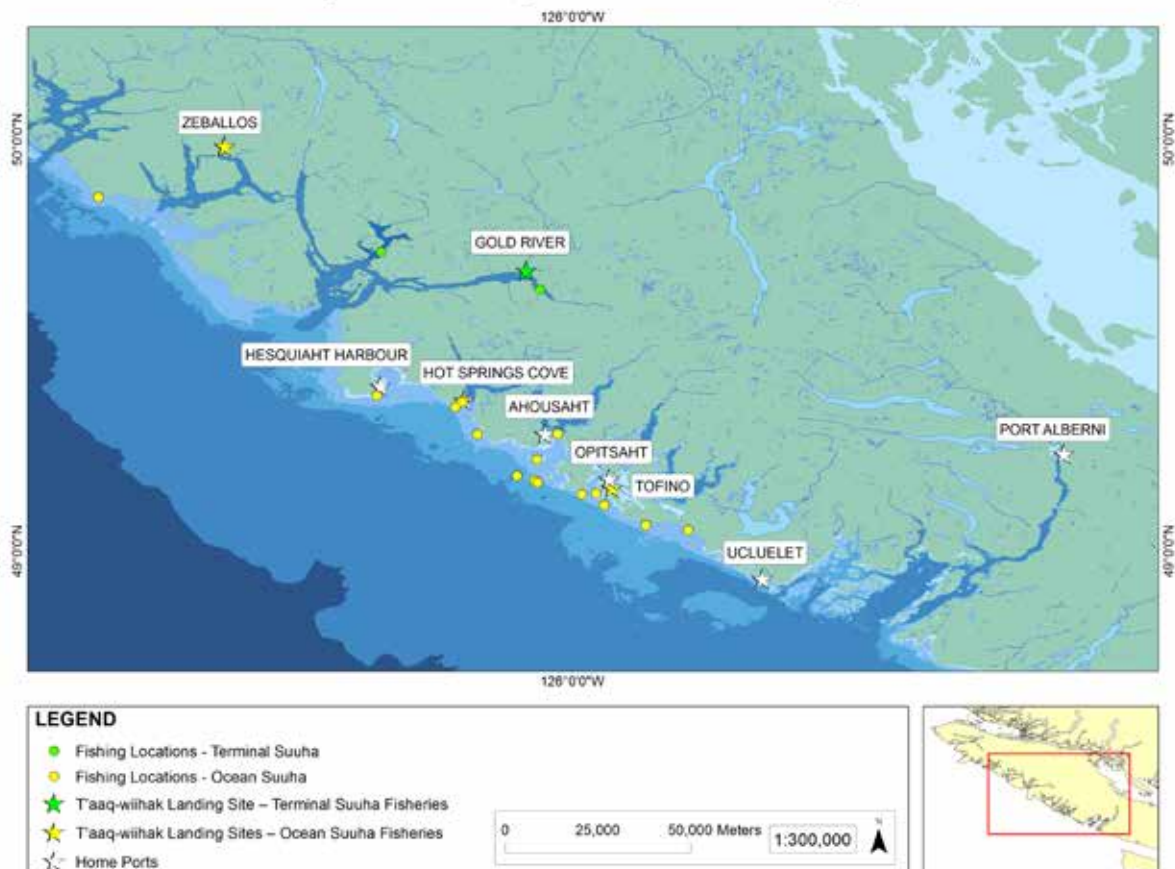 126°0'0"W
50°0'0"N
50°0'0"N
ZEBALLOS
GOLD RIVER
HESQUIAHT HARBOUR
HOT SPRINGS COVE
AHOUSAHT
PORT ALBERNI
OPITSAHT
TOFINO
49°0'0"N
49°0'0"N
UCLUELET
126°0'0"W
LEGEND
Fishing Locations - Terminal Suuha
Fishing Locations - Ocean Suuha
T'aaq-wiihak Landing Site – Terminal Suuha Fisheries
T'aaq-wiihak Landing Sites – Ocean Suuha Fisheries
Home Ports
0 25,000 50,000 Meters
1:300,000
N